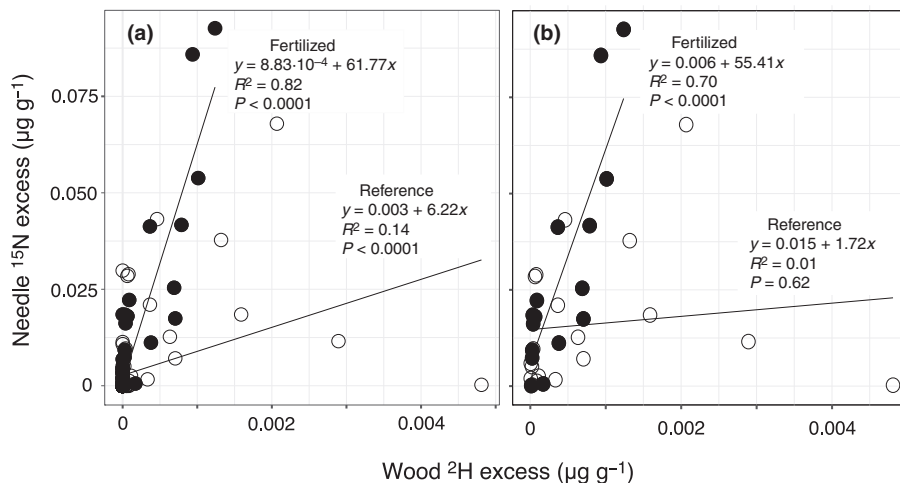 (a)
Fertilized
y = 8.83·10⁻⁴ + 61.77x
R² = 0.82
P < 0.0001
Reference
y = 0.003 + 6.22x
R² = 0.14
P < 0.0001
(b)
Fertilized
y = 0.006 + 55.41x
R² = 0.70
P < 0.0001
Reference
y = 0.015 + 1.72x
R² = 0.01
P = 0.62
Needle ¹⁵N excess (μg g⁻¹)
0.075
0.050
0.025
0
0 0.002 0.004
0 0.002 0.004
Wood ²H excess (μg g⁻¹)